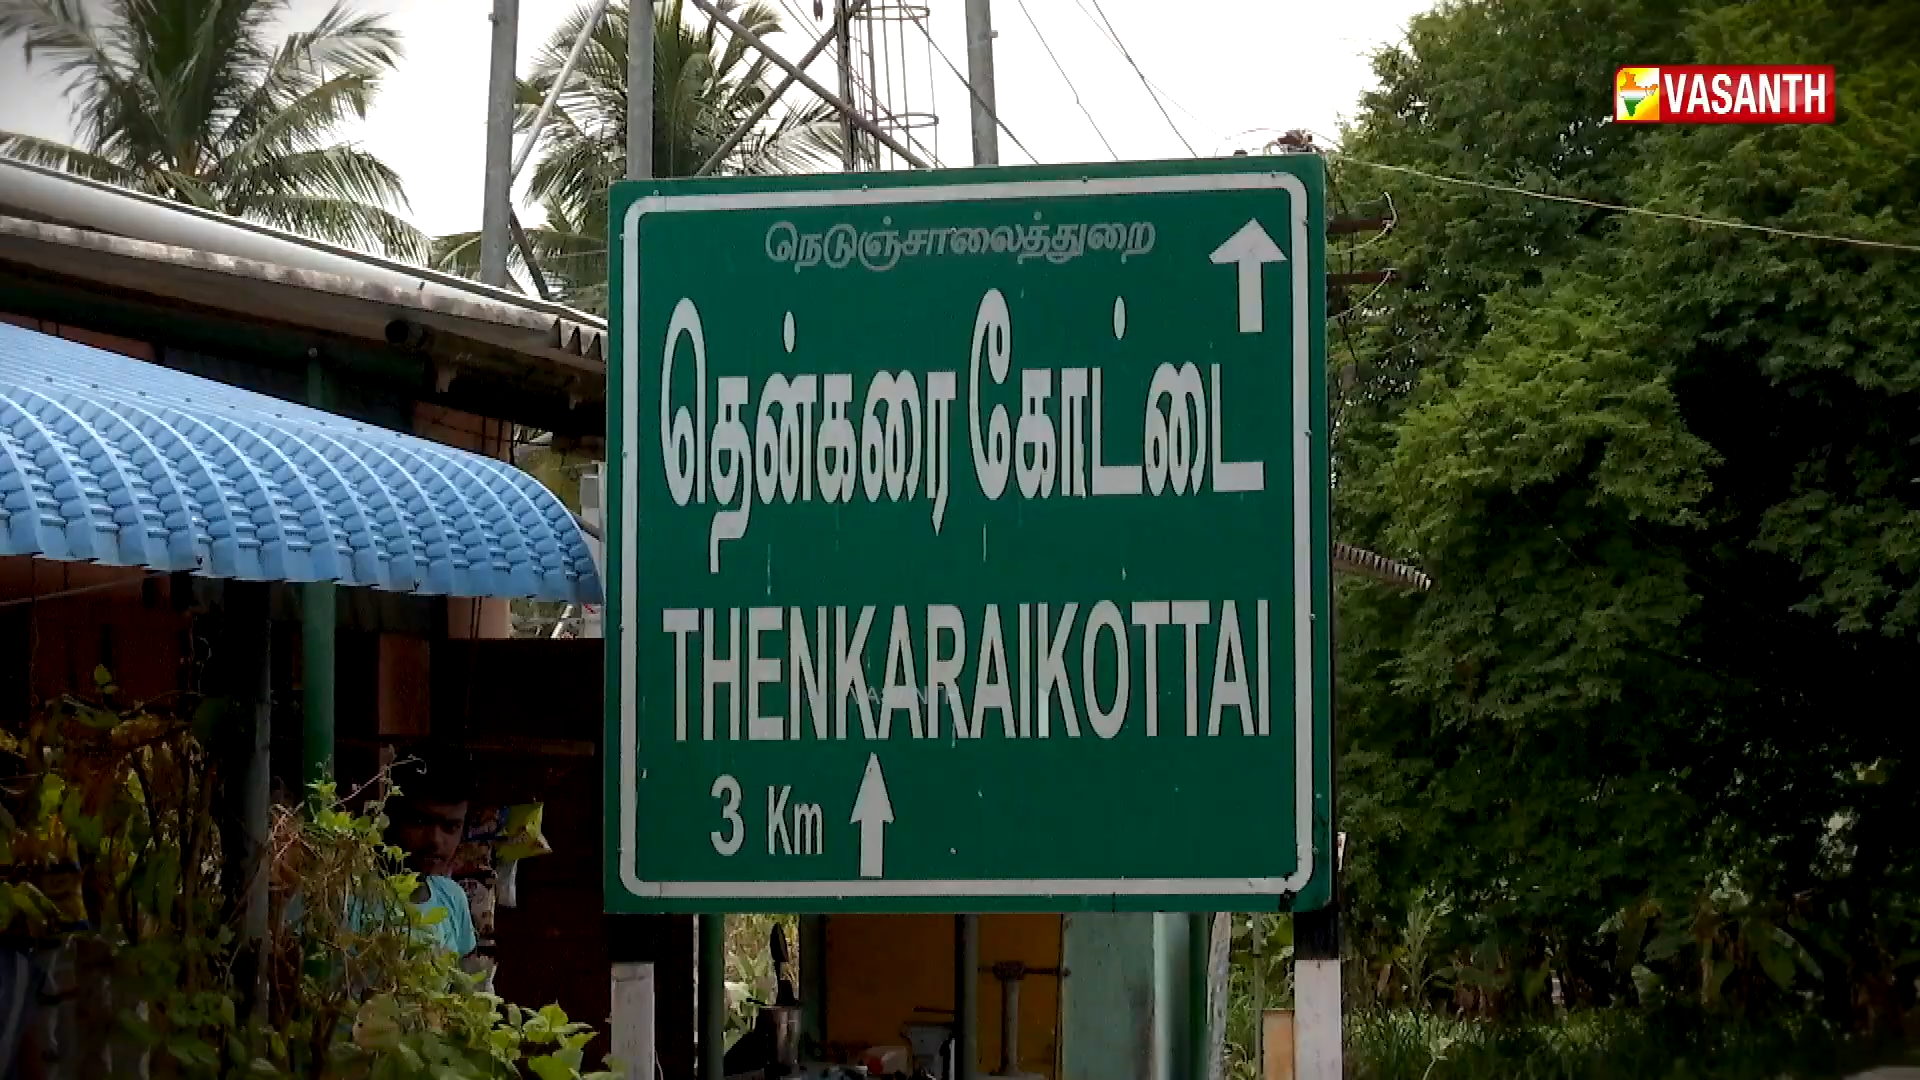 VASANTH
நெடுஞ்சாலைத்துறை
தென்கரைகோட்டை
THENKARAIKOTTAI
3 Km